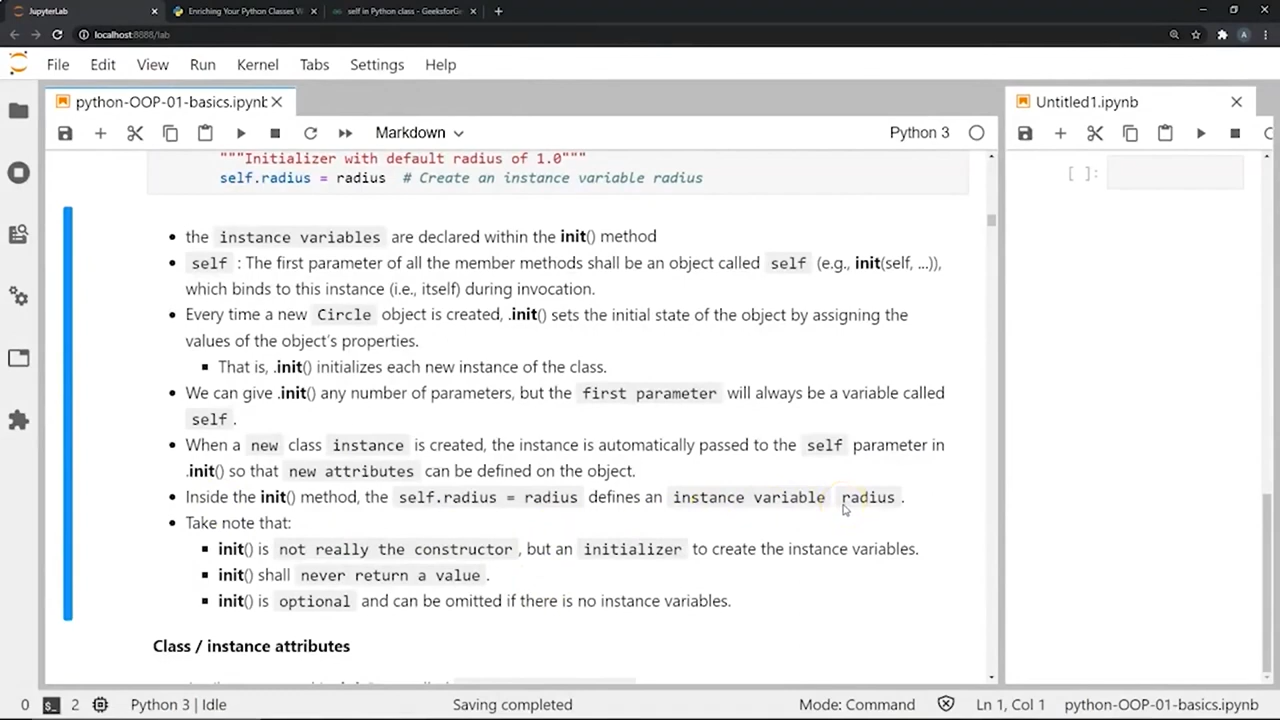 JupyterLab
Enriching Your Python Classes W
self in Python class - GeeksforGe
localhost:8888/lab
A
File Edit View Run Kernel Tabs Settings Help
python-OOP-01-basics.ipynb
Untitled1.ipynb
Markdown
Python 3
"""Initializer with default radius of 1.0"""
self.radius = radius # Create an instance variable radius
[ ]:
• the instance variables are declared within the init() method
• self : The first parameter of all the member methods shall be an object called self (e.g., init(self, ...)),
which binds to this instance (i.e., itself) during invocation.
• Every time a new Circle object is created, .init() sets the initial state of the object by assigning the
values of the object’s properties.
▪ That is, .init() initializes each new instance of the class.
• We can give .init() any number of parameters, but the first parameter will always be a variable called
self .
• When a new class instance is created, the instance is automatically passed to the self parameter in
.init() so that new attributes can be defined on the object.
• Inside the init() method, the self.radius = radius defines an instance variable radius .
• Take note that:
▪ init() is not really the constructor , but an initializer to create the instance variables.
▪ init() shall never return a value .
▪ init() is optional and can be omitted if there is no instance variables.
Class / instance attributes
0 2 Python 3 | Idle Saving completed Mode: Command Ln 1, Col 1 python-OOP-01-basics.ipynb